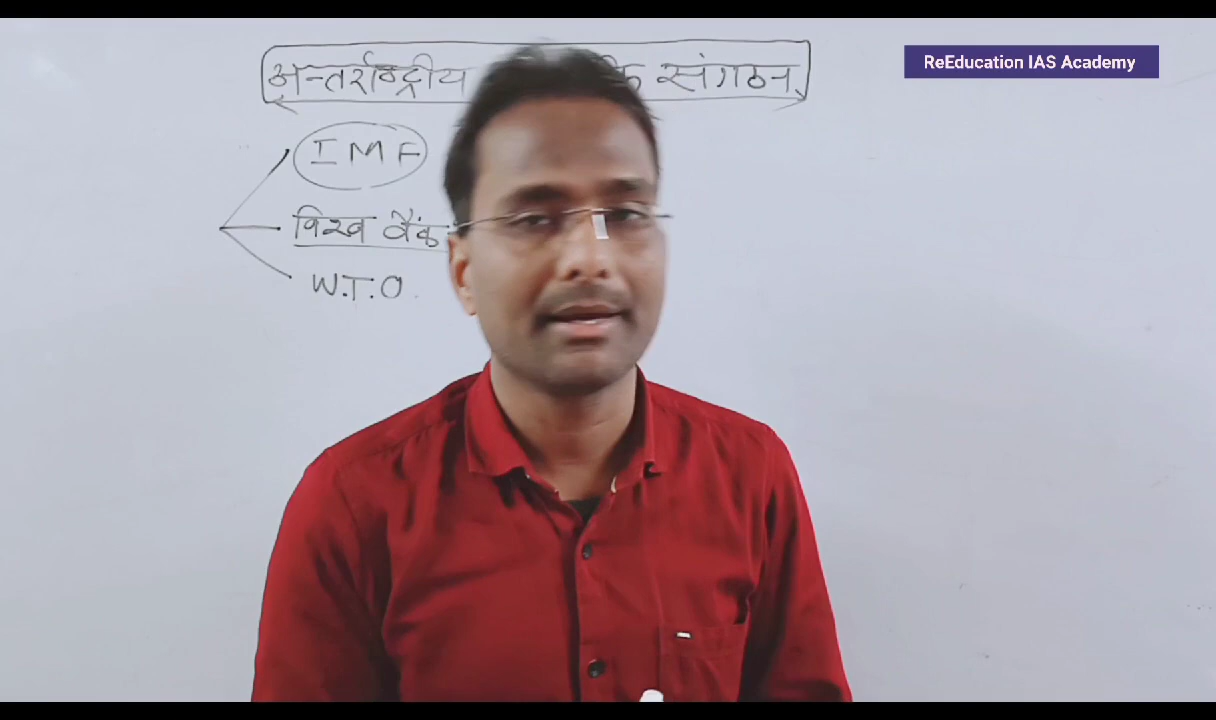 अन्तर्राष्ट्रीय संगठन
ReEducation IAS Academy
IMF
विश्व बैंक
W.T.O.